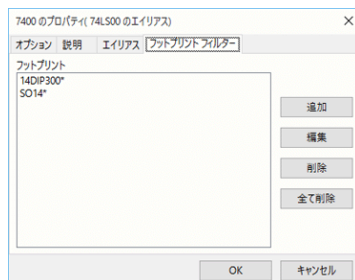 7400 のプロパティ( 74LS00 のエイリアス)
オプション 説明 エイリアス フットプリント フィルター
フットプリント
14DIP300*
SO14*
追加
編集
削除
全て削除
OK キャンセル